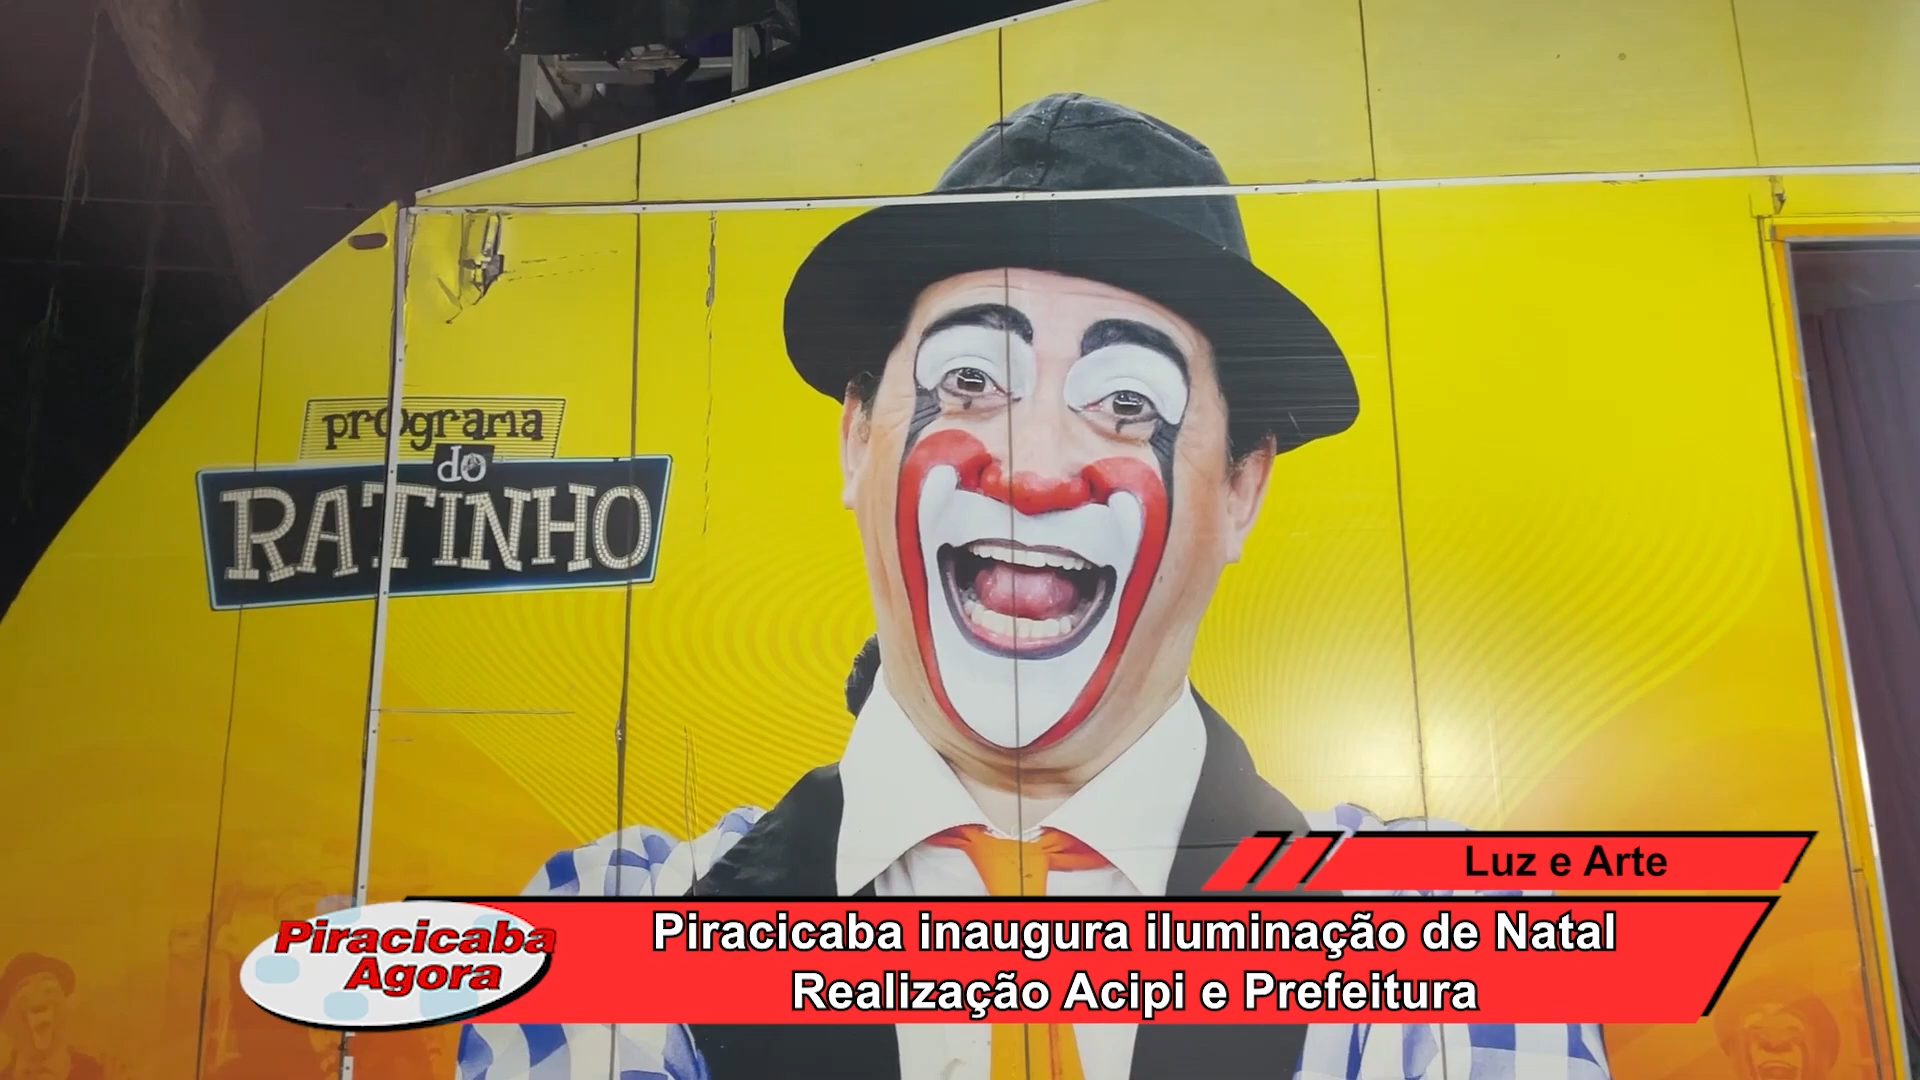 programa
do
RATINHO
Luz e Arte
Piracicaba
Agora
Piracicaba inaugura iluminação de Natal
Realização Acipi e Prefeitura